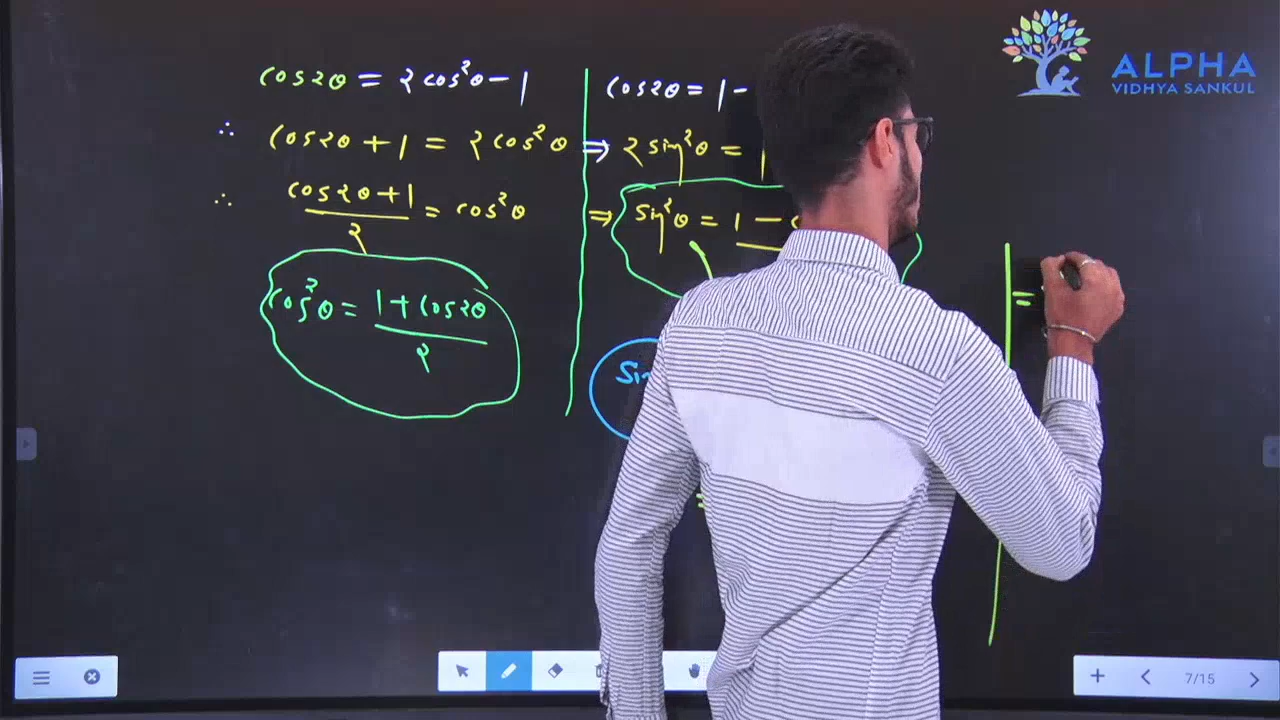 cos2θ = 2cos²θ - 1
∴ cos2θ + 1 = 2cos²θ
∴ cos2θ + 1 / 2 = cos²θ
cos²θ = 1 + cos2θ / 2
cos2θ = 1 -
⇒ 2sin²θ = 1
⇒ sin²θ = 1 -
=
ALPHA
VIDHYA SANKUL
7/15